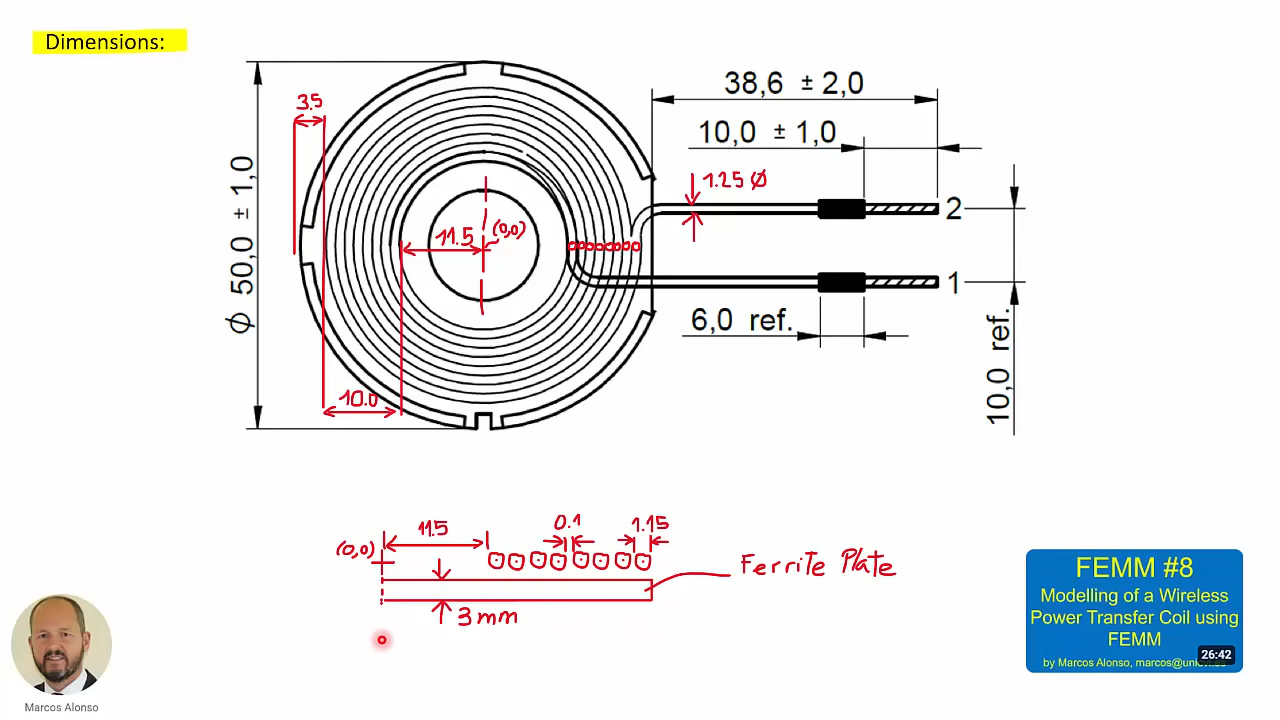 Dimensions:
3.5
38,6 ± 2,0
10,0 ± 1,0
1.25 Ø
2
11.5
(0,0)
ϕ 50,0 ± 1,0
1
6,0 ref.
10,0 ref.
10.0
11.5
0.1
1.15
(0,0)
Ferrite Plate
3mm
FEMM #8
Modelling of a Wireless
Power Transfer Coil using
FEMM
26:42
by Marcos Alonso,
Marcos Alonso